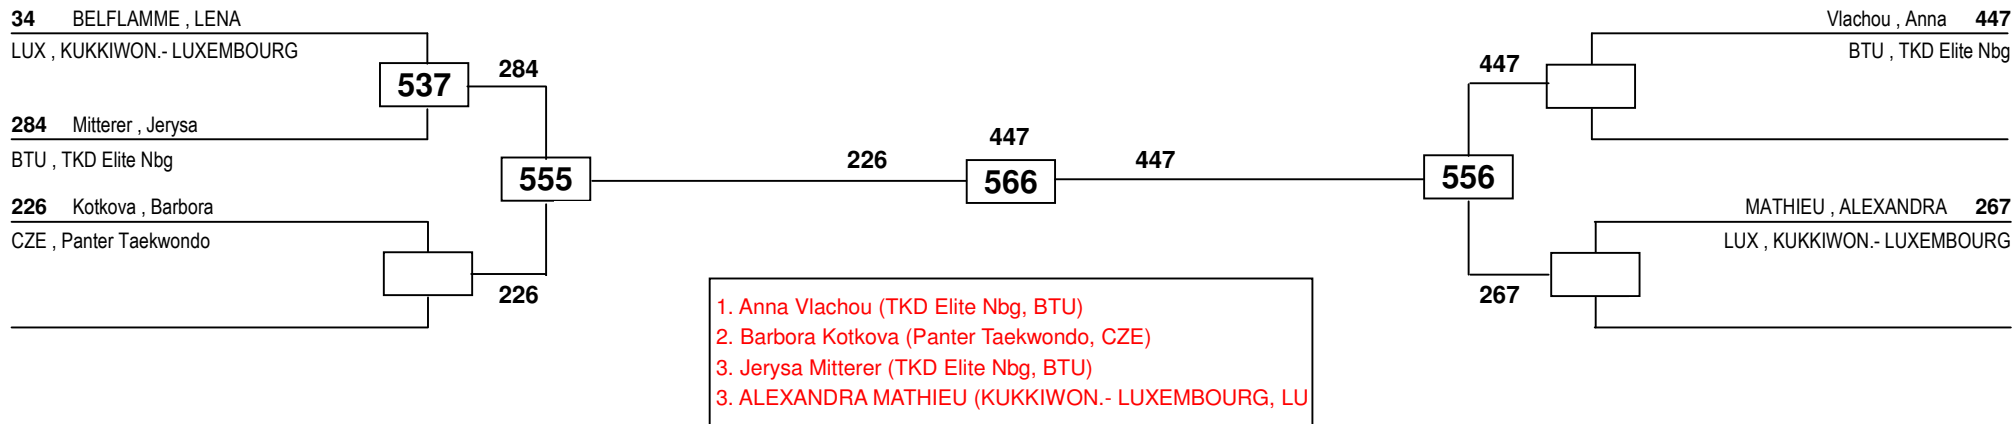 34 BELFLAMME , LENA
LUX , KUKKIWON.- LUXEMBOURG
537
284
284 Mitterer , Jerysa
BTU , TKD Elite Nbg
555
226 Kotkova , Barbora
CZE , Panter Taekwondo
226
226
447
566
447
Vlachou , Anna 447
BTU , TKD Elite Nbg
447
556
MATHIEU , ALEXANDRA 267
LUX , KUKKIWON.- LUXEMBOURG
267
1. Anna Vlachou (TKD Elite Nbg, BTU)
2. Barbora Kotkova (Panter Taekwondo, CZE)
3. Jerysa Mitterer (TKD Elite Nbg, BTU)
3. ALEXANDRA MATHIEU (KUKKIWON.- LUXEMBOURG, LU